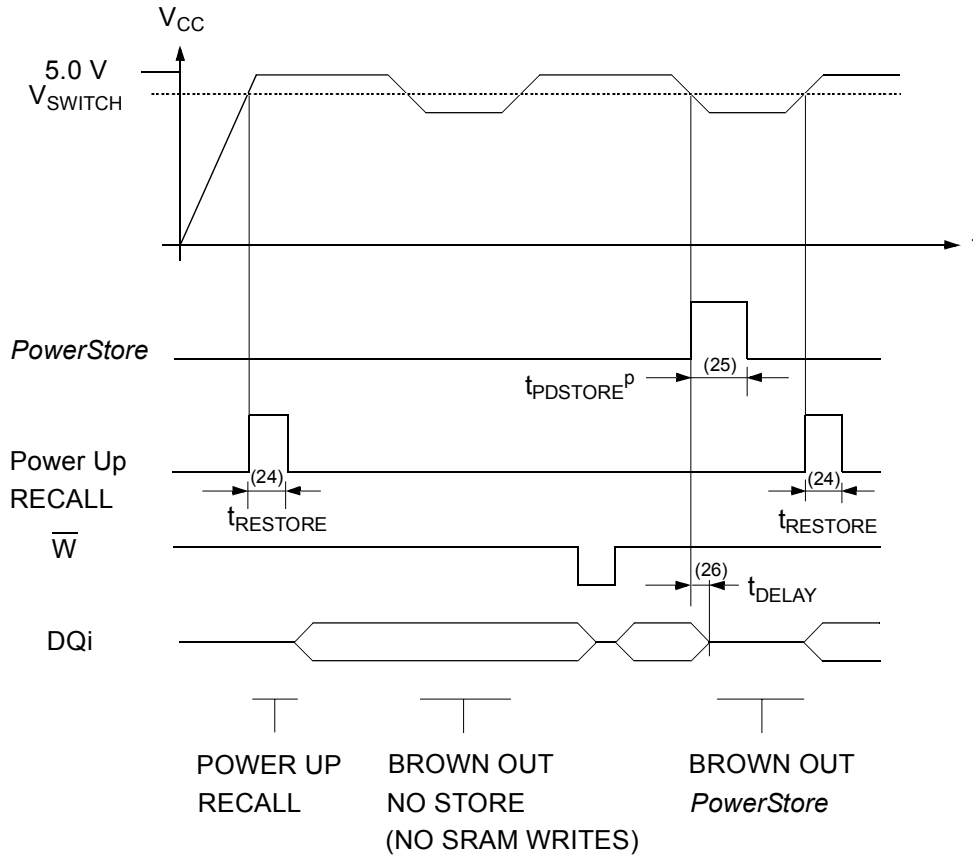 VCC
5.0 V
VSWITCH
PowerStore
(25)
tPDSTOREp
Power Up
RECALL
(24)
tRESTORE
(24)
tRESTORE
W
(26)
tDELAY
DQi
POWER UP
RECALL
BROWN OUT
NO STORE
(NO SRAM WRITES)
BROWN OUT
PowerStore